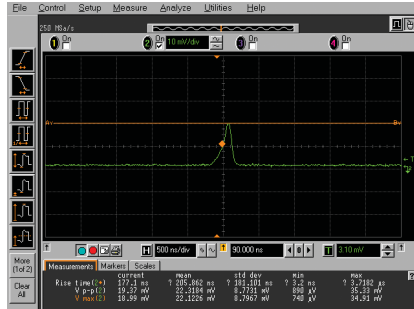 File Control Setup Measure Analyze Utilities Help
250 MSa/s
1 On 2 On 10 mV/div 3 On 4 On
H 500 ns/div 90.000 ns 0 T 3.10 mV
More
(1of 2)
Clear
All
Measurements Markers Scales
current mean std dev min max
Rise time(2+) 177.1 ns ? 205.862 ns ? 181.101 ns ? 3.2 ns ? 3.7182 µs
V p-p(2) 19.37 mV 22.3184 mV 8.7731 mV 890 µV 35.33 mV
V max(2) 18.99 mV 22.1226 mV 8.7967 mV 740 µV 34.91 mV